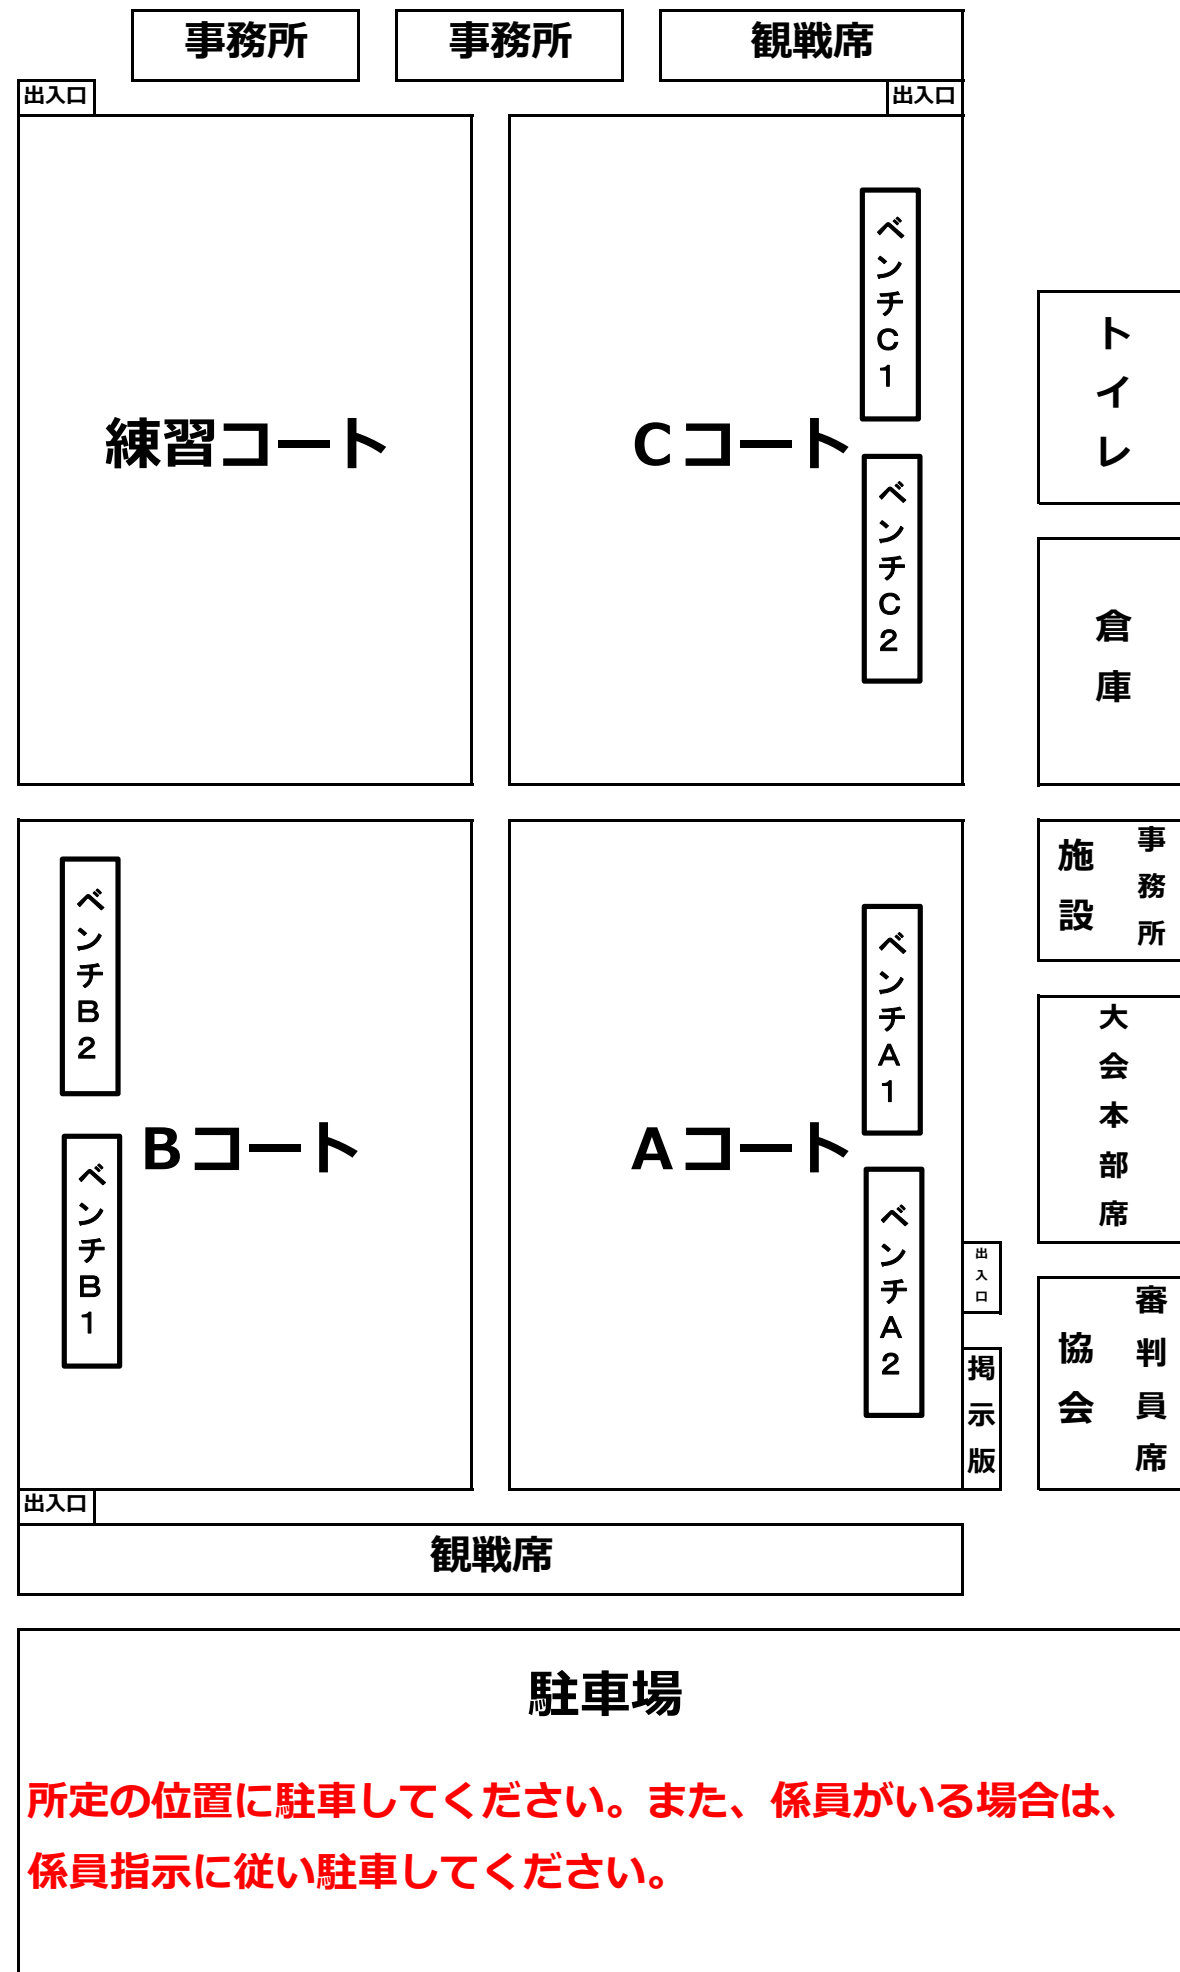 事務所
事務所
観戦席
出入口
出入口
練習コート
Cコート
ベンチC1
ベンチC2
トイレ
倉庫
施設
事務所
Bコート
ベンチB2
ベンチB1
Aコート
ベンチA1
ベンチA2
大会本部席
出入口
掲示版
協会
審判員席
出入口
観戦席
駐車場
所定の位置に駐車してください。また、係員がいる場合は、
係員指示に従い駐車してください。